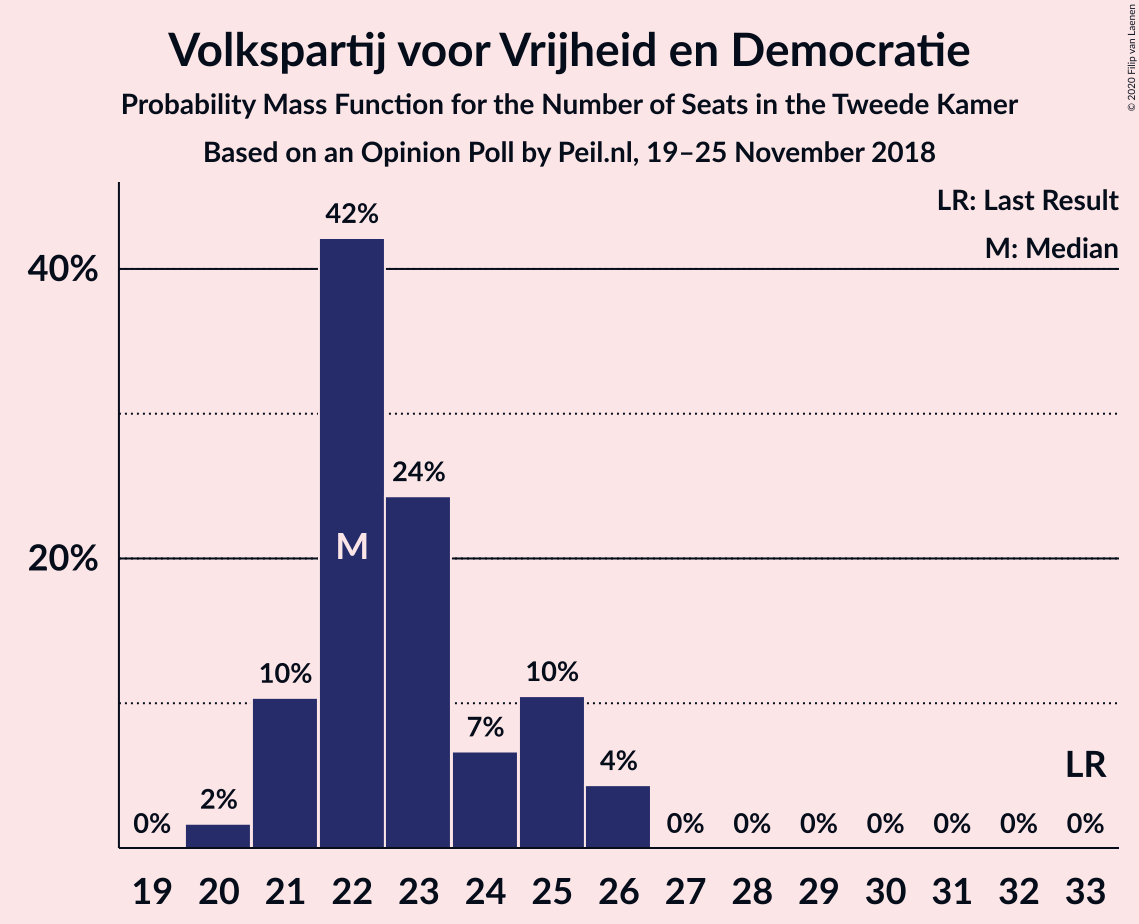 Volkspartij voor Vrijheid en Democratie
Probability Mass Function for the Number of Seats in the Tweede Kamer
Based on an Opinion Poll by Peil.nl, 19–25 November 2018
© 2020 Filip van Laenen
LR: Last Result
M: Median
42%
40%
24%
M
20%
10%
10%
7%
4%
LR
2%
0%
0% 0% 0% 0% 0% 0% 0%
19 20 21 22 23 24 25 26 27 28 29 30 31 32 33